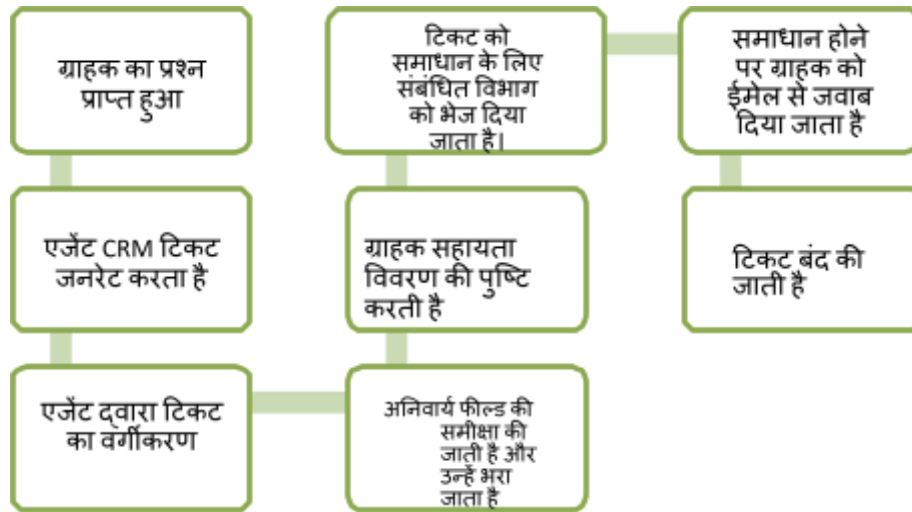 ग्राहक का प्रश्न
प्राप्त हुआ
एजेंट CRM टिकट
जनरेट करता है
एजेंट द्वारा टिकट
का वर्गीकरण
अनिवार्य फील्ड की
समीक्षा की
जाती है और
उन्हें भरा
जाता है
ग्राहक सहायता
विवरण की पुष्टि
करती है
टिकट को
समाधान के लिए
संबंधित विभाग
को भेज दिया
जाता है।
समाधान होने
पर ग्राहक को
ईमेल से जवाब
दिया जाता है
टिकट बंद की
जाती है